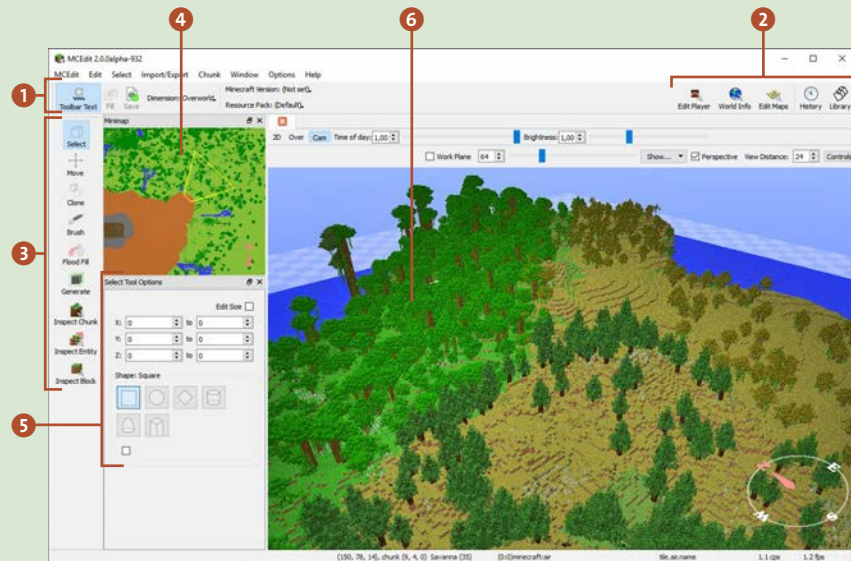 4
6
2
MCEdit 2.0.0alpha-932
MCEdit Edit Select Import/Export Chunk Window Options Help
1
Toolbar Text
Fill
Save
Dimension: Overworld.
Minecraft Version: (Not set).
Resource Pack: (Default).
Edit Player
World Info
Edit Maps
History
Library
3
Select
Move
Clone
Brush
Flood Fill
Generate
Inspect Chunk
Inspect Entity
Inspect Block
Minimap
2D Over Cam Time of day: 1,00 Brightness: 1,00
Work Plane 64 Show... Perspective View Distance: 24 Controls
5
Select Tool Options
Edit Size
X: 0 to 0
Y: 0 to 0
Z: 0 to 0
Shape: Square
E
W
S
(150, 78, 14), chunk (9, 4, 0) Savanna (35) (0:0)minecraft:air tile.air.name 1.1 cps 1.2 fps